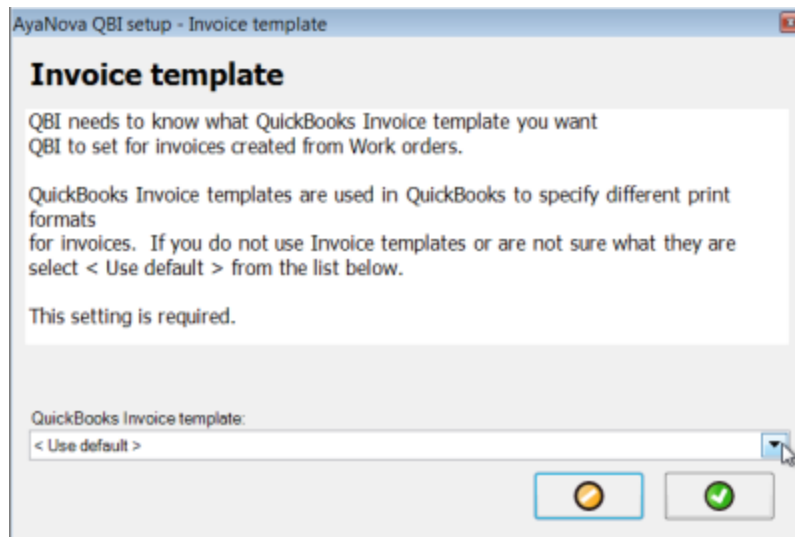 AyaNova QBI setup - Invoice template
Invoice template
QBI needs to know what QuickBooks Invoice template you want
QBI to set for invoices created from Work orders.
QuickBooks Invoice templates are used in QuickBooks to specify different print
formats
for invoices. If you do not use Invoice templates or are not sure what they are
select < Use default > from the list below.
This setting is required.
QuickBooks Invoice template:
< Use default >